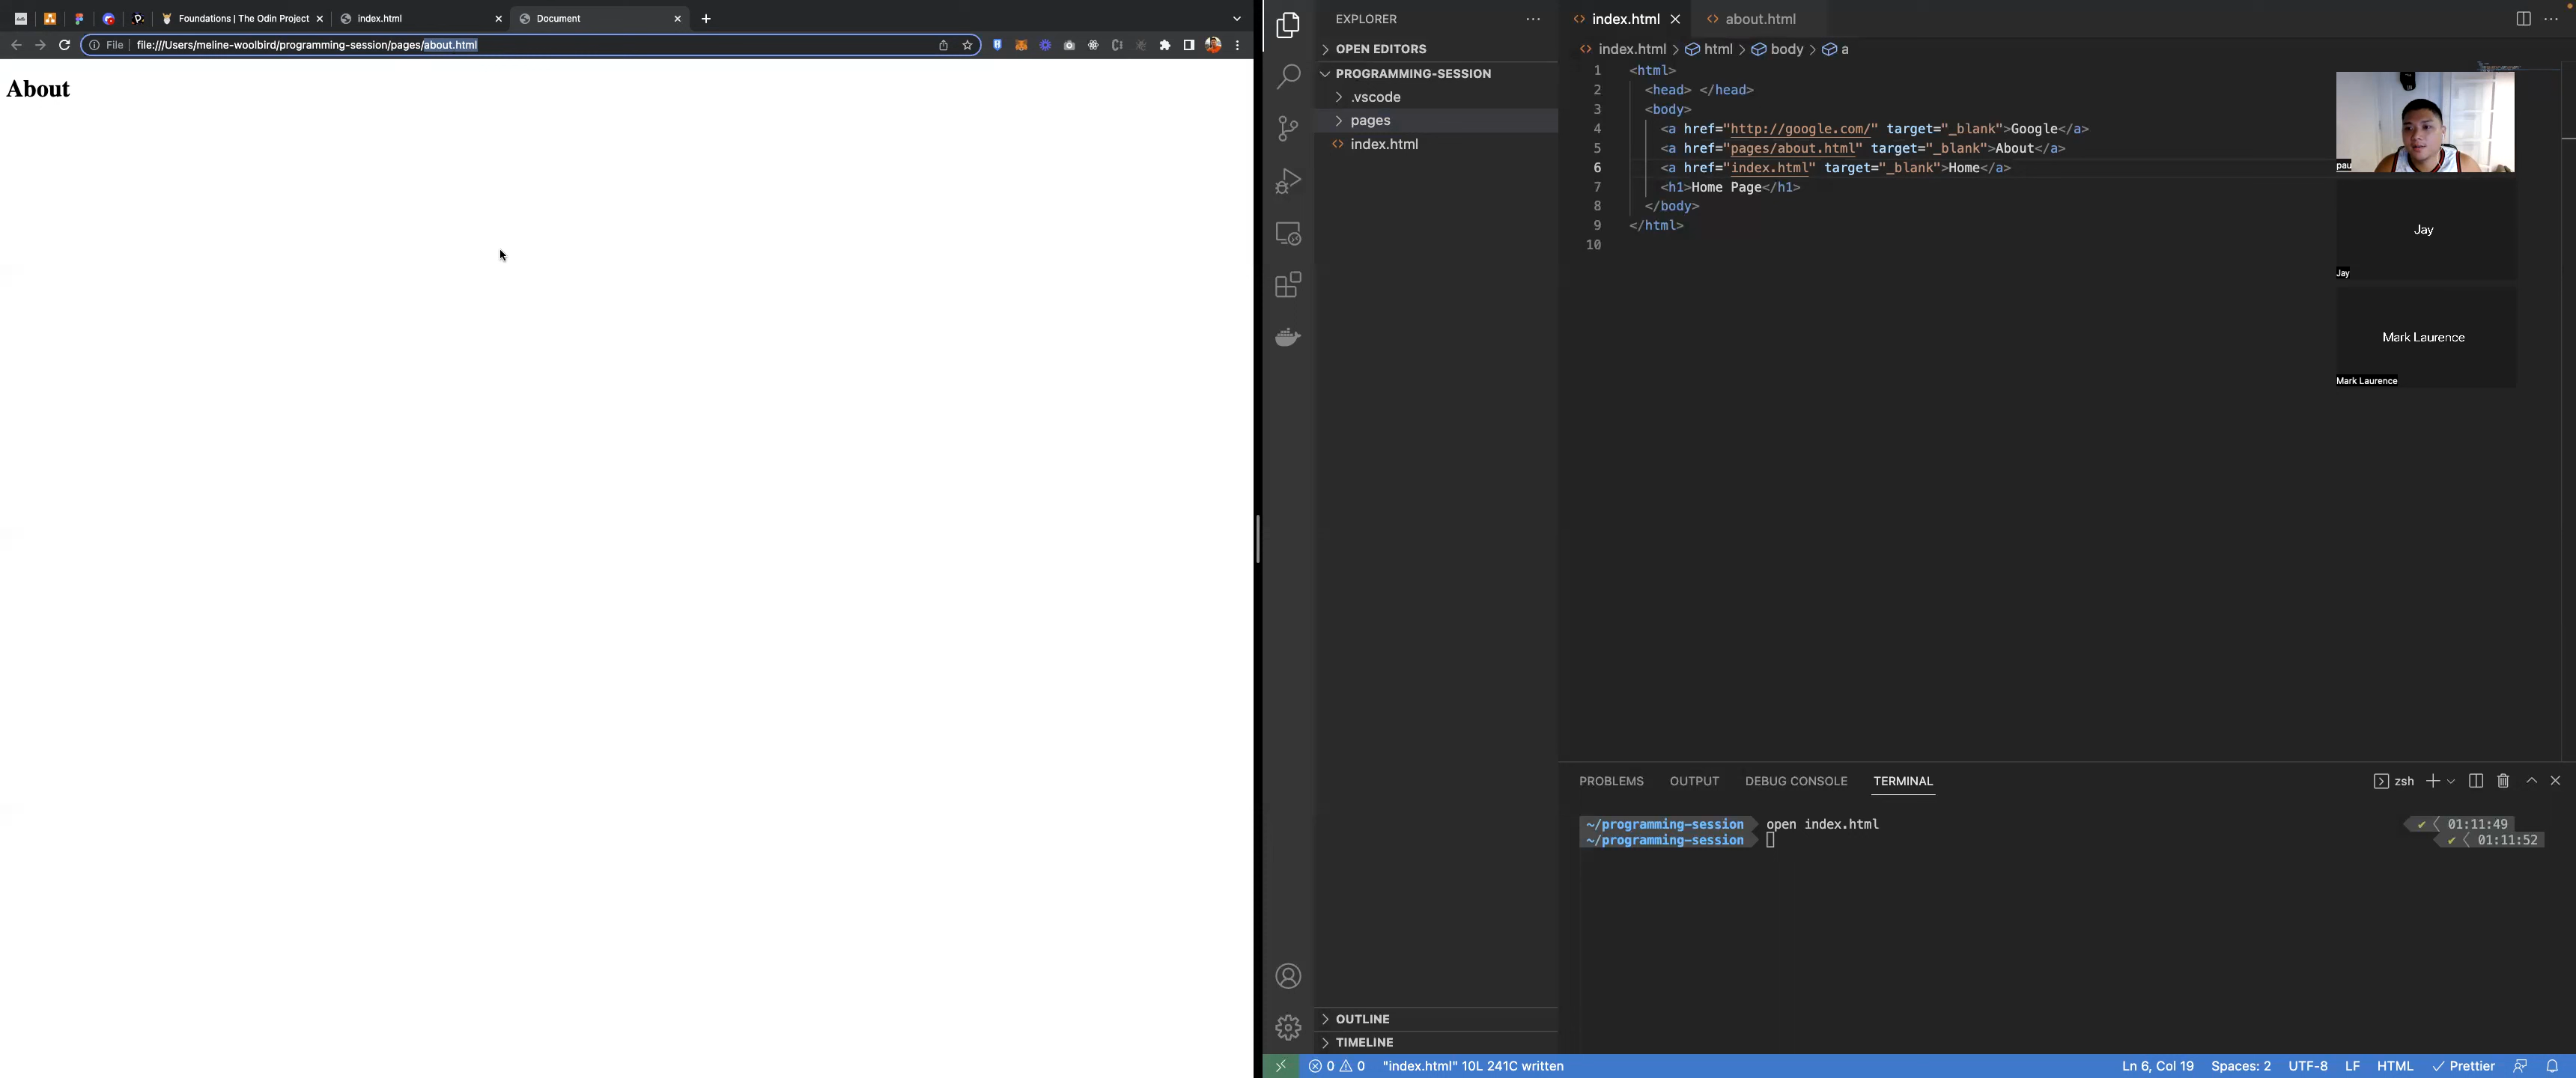 Foundations | The Odin Project
index.html
Document
File
file:///Users/meline-woolbird/programming-session/pages/about.html
About
EXPLORER
OPEN EDITORS
PROGRAMMING-SESSION
.vscode
pages
index.html
OUTLINE
TIMELINE
index.html
about.html
index.html > html > body > a
1 <html>
2 <head> </head>
3 <body>
4 <a href="http://google.com/" target="_blank">Google</a>
5 <a href="pages/about.html" target="_blank">About</a>
6 <a href="index.html" target="_blank">Home</a>
7 <h1>Home Page</h1>
8 </body>
9 </html>
10
pau
Jay
Jay
Mark Laurence
Mark Laurence
PROBLEMS OUTPUT DEBUG CONSOLE TERMINAL
zsh
~/programming-session open index.html ✔ 01:11:49
~/programming-session ✔ 01:11:52
0 0 "index.html" 10L 241C written
Ln 6, Col 19 Spaces: 2 UTF-8 LF HTML ✓ Prettier